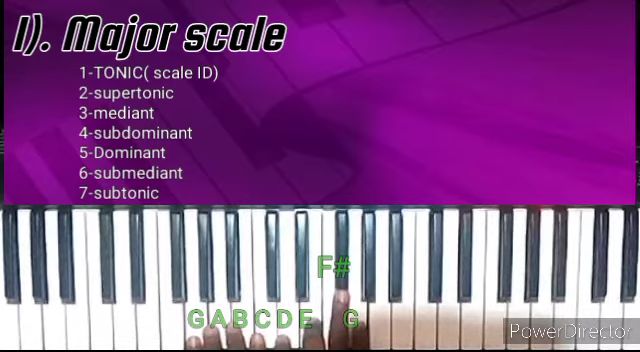 1). Major scale
1-TONIC( scale ID)
2-supertonic
3-mediant
4-subdominant
5-Dominant
6-submediant
7-subtonic
F#
GABCDE G
PowerDirector